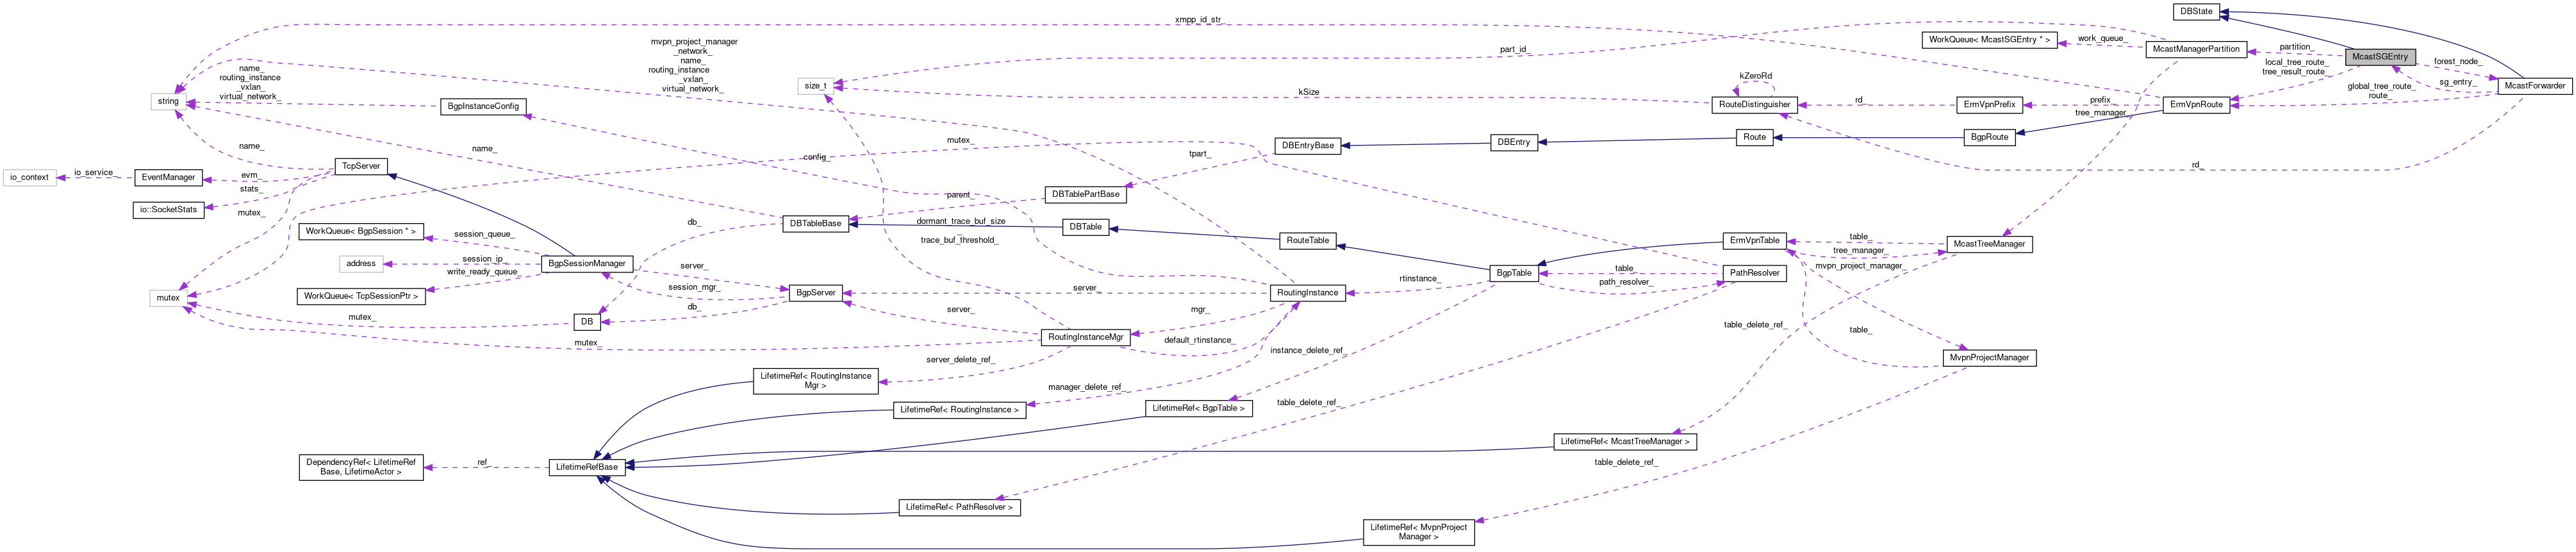 DBState
xmpp_id_str_
mvpn_project_manager
_network_
name_
routing_instance
_vxlan_
virtual_network_
WorkQueue< McastSGEntry * >
work_queue_
McastManagerPartition
partition_
McastSGEntry
part_id_
local_tree_route_
tree_result_route_
forest_node_
sg_entry_
McastForwarder
global_tree_route_
route_
name_
routing_instance
_vxlan_
virtual_network_
string
BgpInstanceConfig
size_t
kSize
kZeroRd
RouteDistinguisher
rd_
ErmVpnPrefix
prefix_
ErmVpnRoute
tree_manager_
Route
BgpRoute
DBEntry
DBEntryBase
mutex_
name_
name_
config_
tpart_
rd_
TcpServer
io_context
io_service_
EventManager
evm_
stats_
io::SocketStats
mutex_
DBTablePartBase
parent_
DBTableBase
dormant_trace_buf_size
_
trace_buf_threshold_
DBTable
db_
RouteTable
WorkQueue< BgpSession * >
session_queue_
ErmVpnTable
table_
tree_manager_
McastTreeManager
mvpn_project_manager_
address
session_ip_
write_ready_queue_
BgpSessionManager
server_
session_mgr_
BgpTable
table_
path_resolver_
PathResolver
rtinstance_
WorkQueue< TcpSessionPtr >
mutex
BgpServer
server_
RoutingInstance
db_
DB
mutex_
mutex_
server_
mgr_
RoutingInstanceMgr
default_rtinstance_
table_delete_ref_
table_
instance_delete_ref_
server_delete_ref_
MvpnProjectManager
LifetimeRef< RoutingInstance
Mgr >
manager_delete_ref_
LifetimeRef< RoutingInstance >
LifetimeRef< BgpTable >
table_delete_ref_
LifetimeRef< McastTreeManager >
DependencyRef< LifetimeRef
Base, LifetimeActor >
ref_
LifetimeRefBase
table_delete_ref_
LifetimeRef< PathResolver >
LifetimeRef< MvpnProject
Manager >